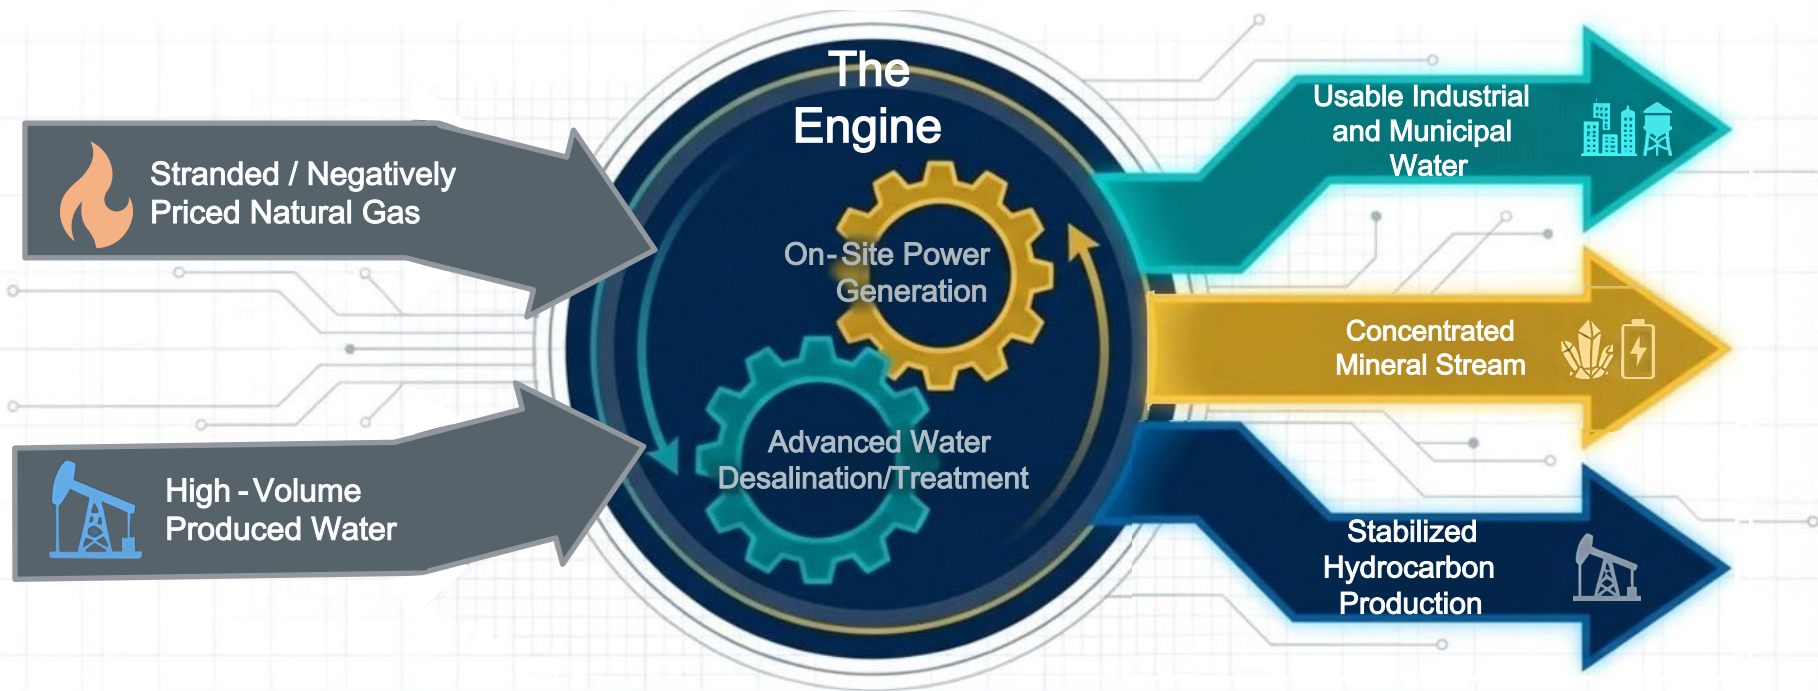 The
Engine
Stranded / Negatively
Priced Natural Gas
High-Volume
Produced Water
On-Site Power
Generation
Advanced Water
Desalination/Treatment
Usable Industrial
and Municipal
Water
Concentrated
Mineral Stream
Stabilized
Hydrocarbon
Production